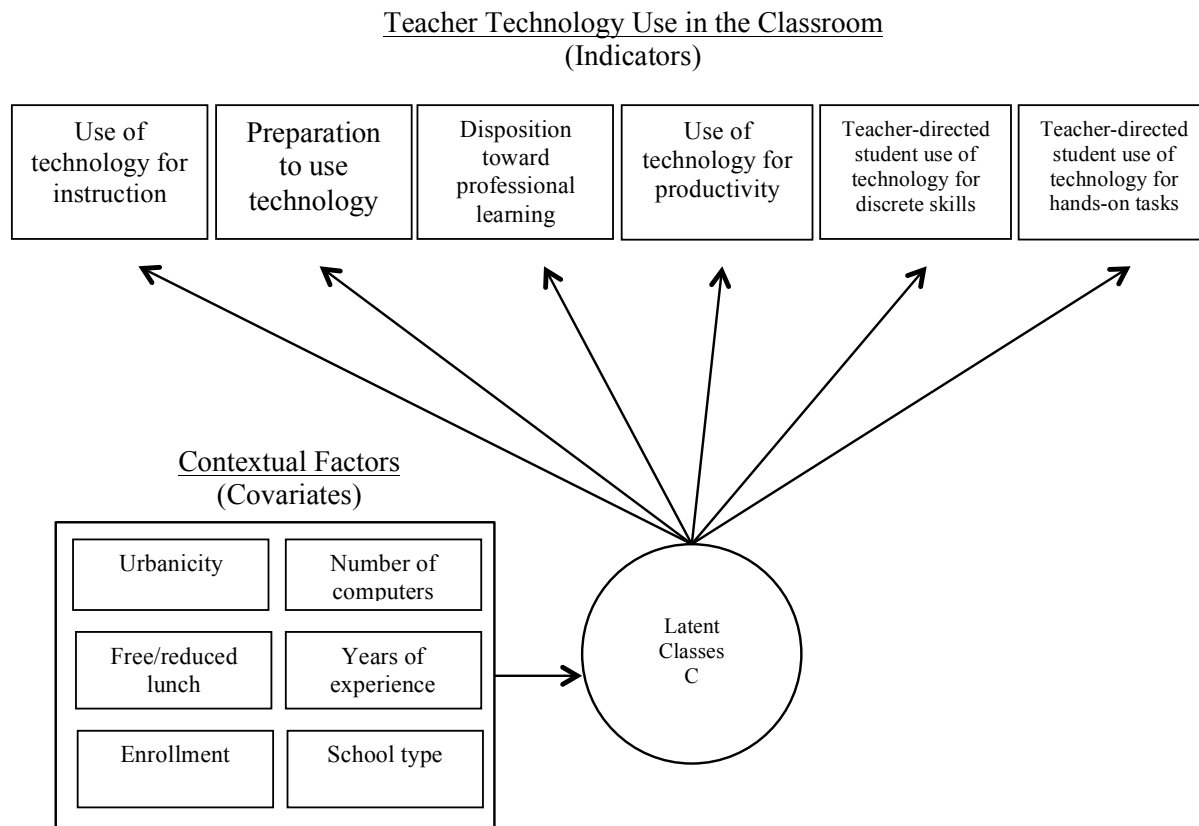 Teacher Technology Use in the Classroom
(Indicators)
Use of
technology for
instruction
Preparation
to use
technology
Disposition
toward
professional
learning
Use of
technology for
productivity
Teacher-directed
student use of
technology for
discrete skills
Teacher-directed
student use of
technology for
hands-on tasks
Contextual Factors
(Covariates)
Urbanicity
Number of
computers
Free/reduced
lunch
Years of
experience
Enrollment
School type
Latent
Classes
C